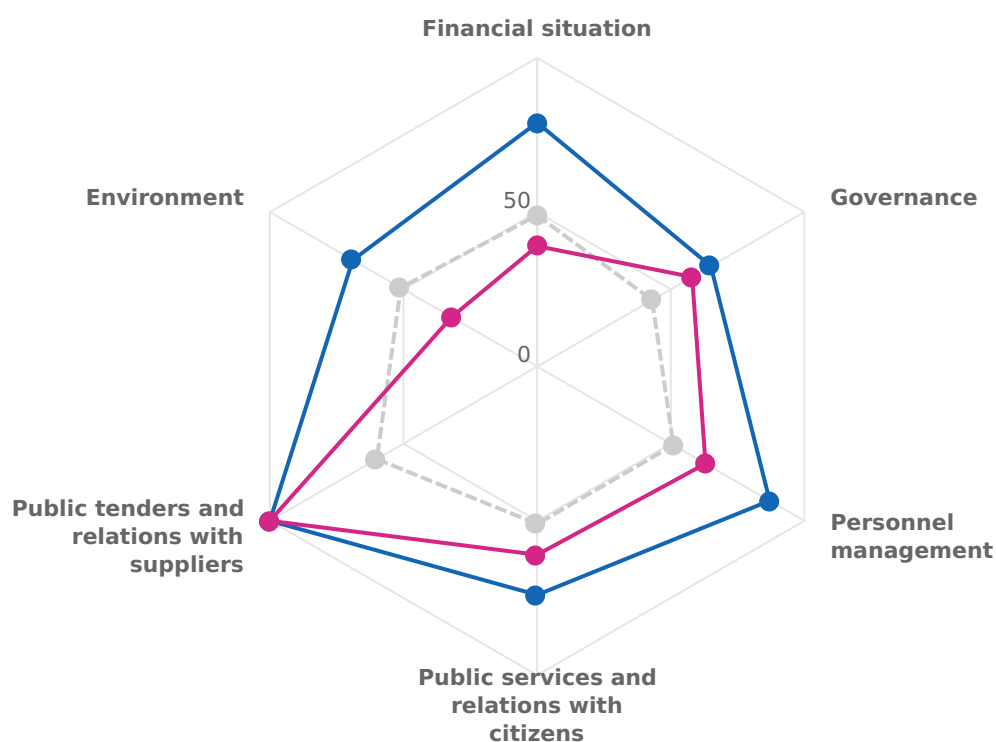 Financial situation
Environment
Governance
50
0
Public tenders and
relations with
suppliers
Personnel
management
Public services and
relations with
citizens